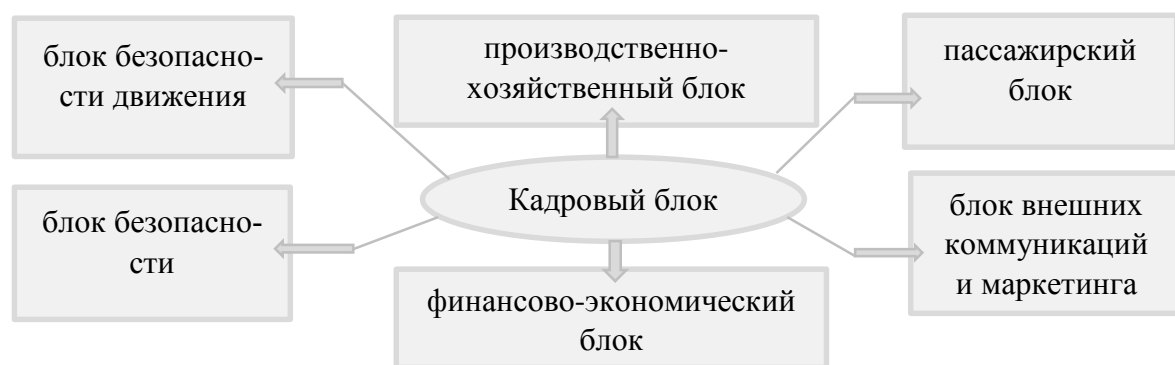 блок безопасно-
сти движения
производственно-
хозяйственный блок
пассажирский
блок
Кадровый блок
блок безопасно-
сти
финансово-экономический
блок
блок внешних
коммуникаций
и маркетинга